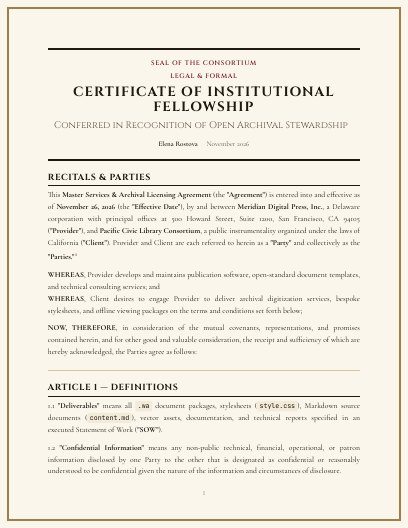 SEAL OF THE CONSORTIUM
LEGAL & FORMAL
CERTIFICATE OF INSTITUTIONAL
FELLOWSHIP
Conferred in Recognition of Open Archival Stewardship
Elena Rostova November 2026
RECITALS & PARTIES
This Master Services & Archival Licensing Agreement (the "Agreement") is entered into and effective as
of November 26, 2026 (the "Effective Date"), by and between Meridian Digital Press, Inc., a Delaware
corporation with principal offices at 500 Howard Street, Suite 1200, San Francisco, CA 94105
("Provider"), and Pacific Civic Library Consortium, a public instrumentality organized under the laws of
California ("Client"). Provider and Client are each referred to herein as a "Party" and collectively as the
"Parties."
WHEREAS, Provider develops and maintains publication software, open-standard document templates,
and technical consulting services; and
WHEREAS, Client desires to engage Provider to deliver archival digitization services, bespoke
stylesheets, and offline viewing packages on the terms and conditions set forth below;
NOW, THEREFORE, in consideration of the mutual covenants, representations, and promises
contained herein, and for other good and valuable consideration, the receipt and sufficiency of which are
hereby acknowledged, the Parties agree as follows:
ARTICLE 1 — DEFINITIONS
1.1 "Deliverables" means all .wa document packages, stylesheets (style.css), Markdown source
documents (content.md), vector assets, documentation, and technical reports specified in an
executed Statement of Work ("SOW").
1.2 "Confidential Information" means any non-public technical, financial, operational, or patron
information disclosed by one Party to the other that is designated as confidential or reasonably
understood to be confidential given the nature of the information and circumstances of disclosure.
1